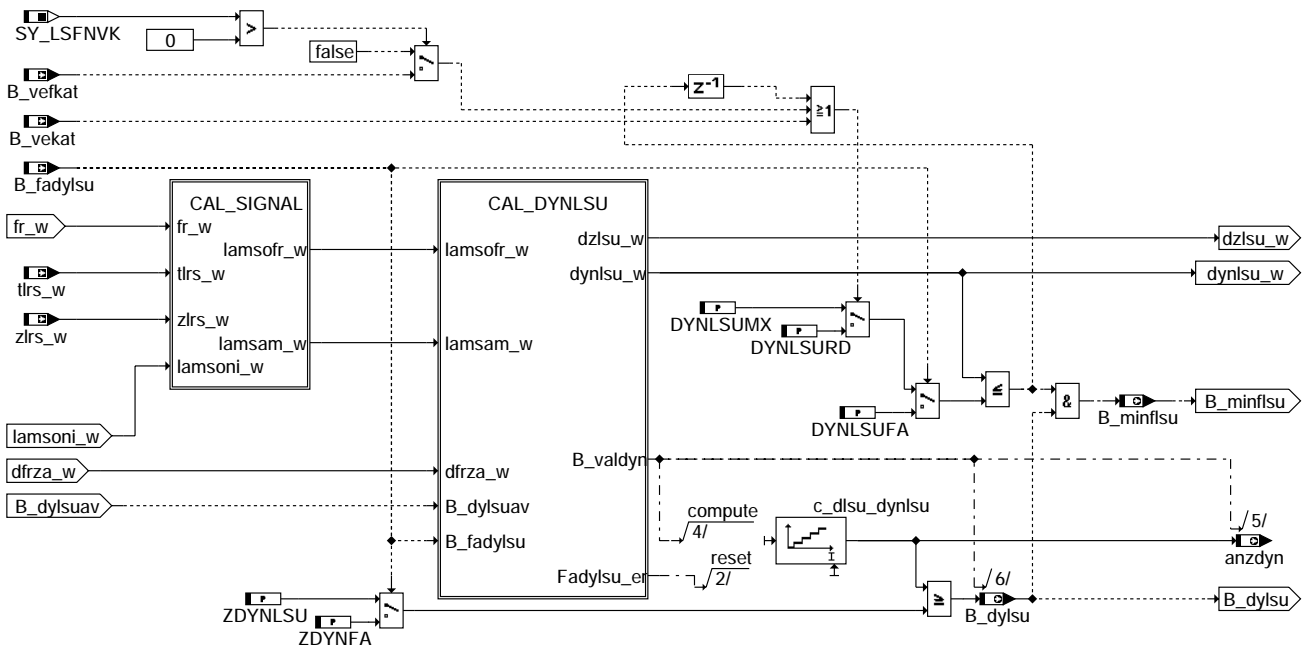 SY_LSFNVK
0
>
false
B_vefkat
z-1
≥1
B_vekat
B_fadylsu
CAL_SIGNAL
CAL_DYNLSU
fr_w
fr_w
lamsofr_w
lamsofr_w
dzlsu_w
dzlsu_w
tlrs_w
tlrs_w
dynlsu_w
dynlsu_w
zlrs_w
zlrs_w
P
DYNLSUMX
P
DYNLSURD
lamsam_w
lamsam_w
lamsoni_w
≤
P
DYNLSUFA
&
B_minflsu
B_minflsu
lamsoni_w
B_valdyn
dfrza_w
dfrza_w
B_dylsuav
B_dylsuav
compute
4/
c_dlsu_dynlsu
I
/5/
anzdyn
B_fadylsu
reset
2/
Fadylsu_er
/6/
≥
B_dylsu
B_dylsu
P
ZDYNLSU
P
ZDYNFA